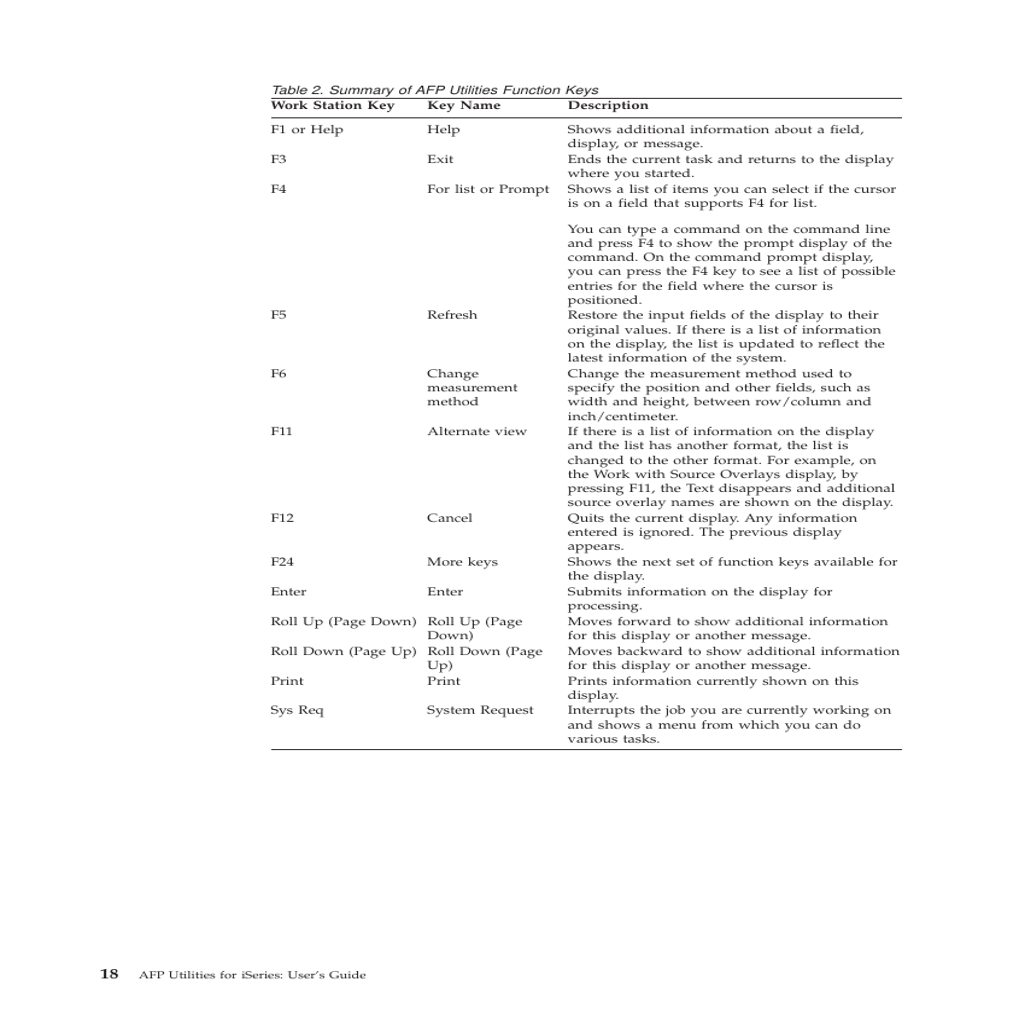 Table 2. Summary of AFP Utilities Function Keys
Work Station Key Key Name Description
F1 or Help Help Shows additional information about a field,
display, or message.
F3 Exit Ends the current task and returns to the display
where you started.
F4 For list or Prompt Shows a list of items you can select if the cursor
is on a field that supports F4 for list.
You can type a command on the command line
and press F4 to show the prompt display of the
command. On the command prompt display,
you can press the F4 key to see a list of possible
entries for the field where the cursor is
positioned.
F5 Refresh Restore the input fields of the display to their
original values. If there is a list of information
on the display, the list is updated to reflect the
latest information of the system.
F6 Change Change the measurement method used to
measurement specify the position and other fields, such as
method width and height, between row/column and
inch/centimeter.
F11 Alternate view If there is a list of information on the display
and the list has another format, the list is
changed to the other format. For example, on
the Work with Source Overlays display, by
pressing F11, the Text disappears and additional
source overlay names are shown on the display.
F12 Cancel Quits the current display. Any information
entered is ignored. The previous display
appears.
F24 More keys Shows the next set of function keys available for
the display.
Enter Enter Submits information on the display for
processing.
Roll Up (Page Down) Roll Up (Page Moves forward to show additional information
Down) for this display or another message.
Roll Down (Page Up) Roll Down (Page Moves backward to show additional information
Up) for this display or another message.
Print Print Prints information currently shown on this
display.
Sys Req System Request Interrupts the job you are currently working on
and shows a menu from which you can do
various tasks.
18 AFP Utilities for iSeries: User's Guide